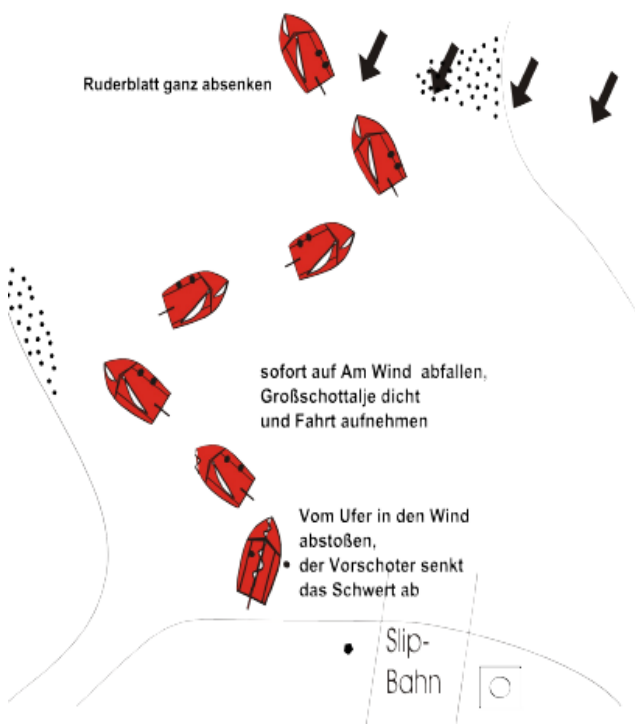 Ruderblatt ganz absenken
sofort auf Am Wind abfallen,
Großschottalje dicht
und Fahrt aufnehmen
Vom Ufer in den Wind
abstoßen,
der Vorschoter senkt
das Schwert ab
Slip-
Bahn